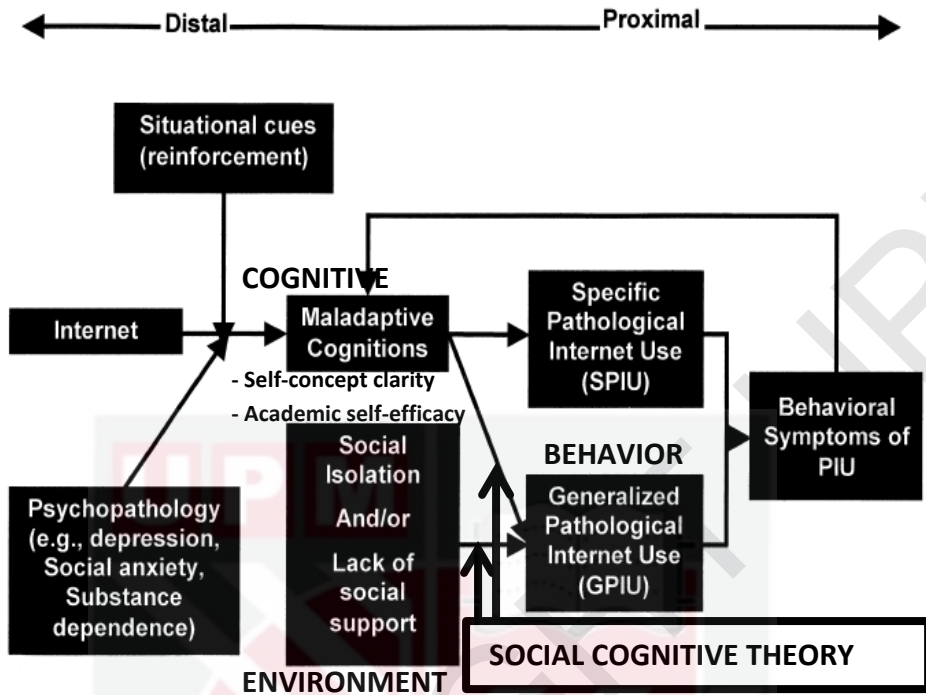 Distal
Proximal
Situational cues
(reinforcement)
COGNITIVE
Internet
Maladaptive
Cognitions
- Self-concept clarity
- Academic self-efficacy
Specific
Pathological
Internet Use
(SPIU)
Behavioral
Symptoms of
PIU
Social
Isolation
And/or
Lack of
social
support
BEHAVIOR
Generalized
Pathological
Internet Use
(GPIU)
Psychopathology
(e.g., depression,
Social anxiety,
Substance
dependence)
SOCIAL COGNITIVE THEORY
ENVIRONMENT
UPM